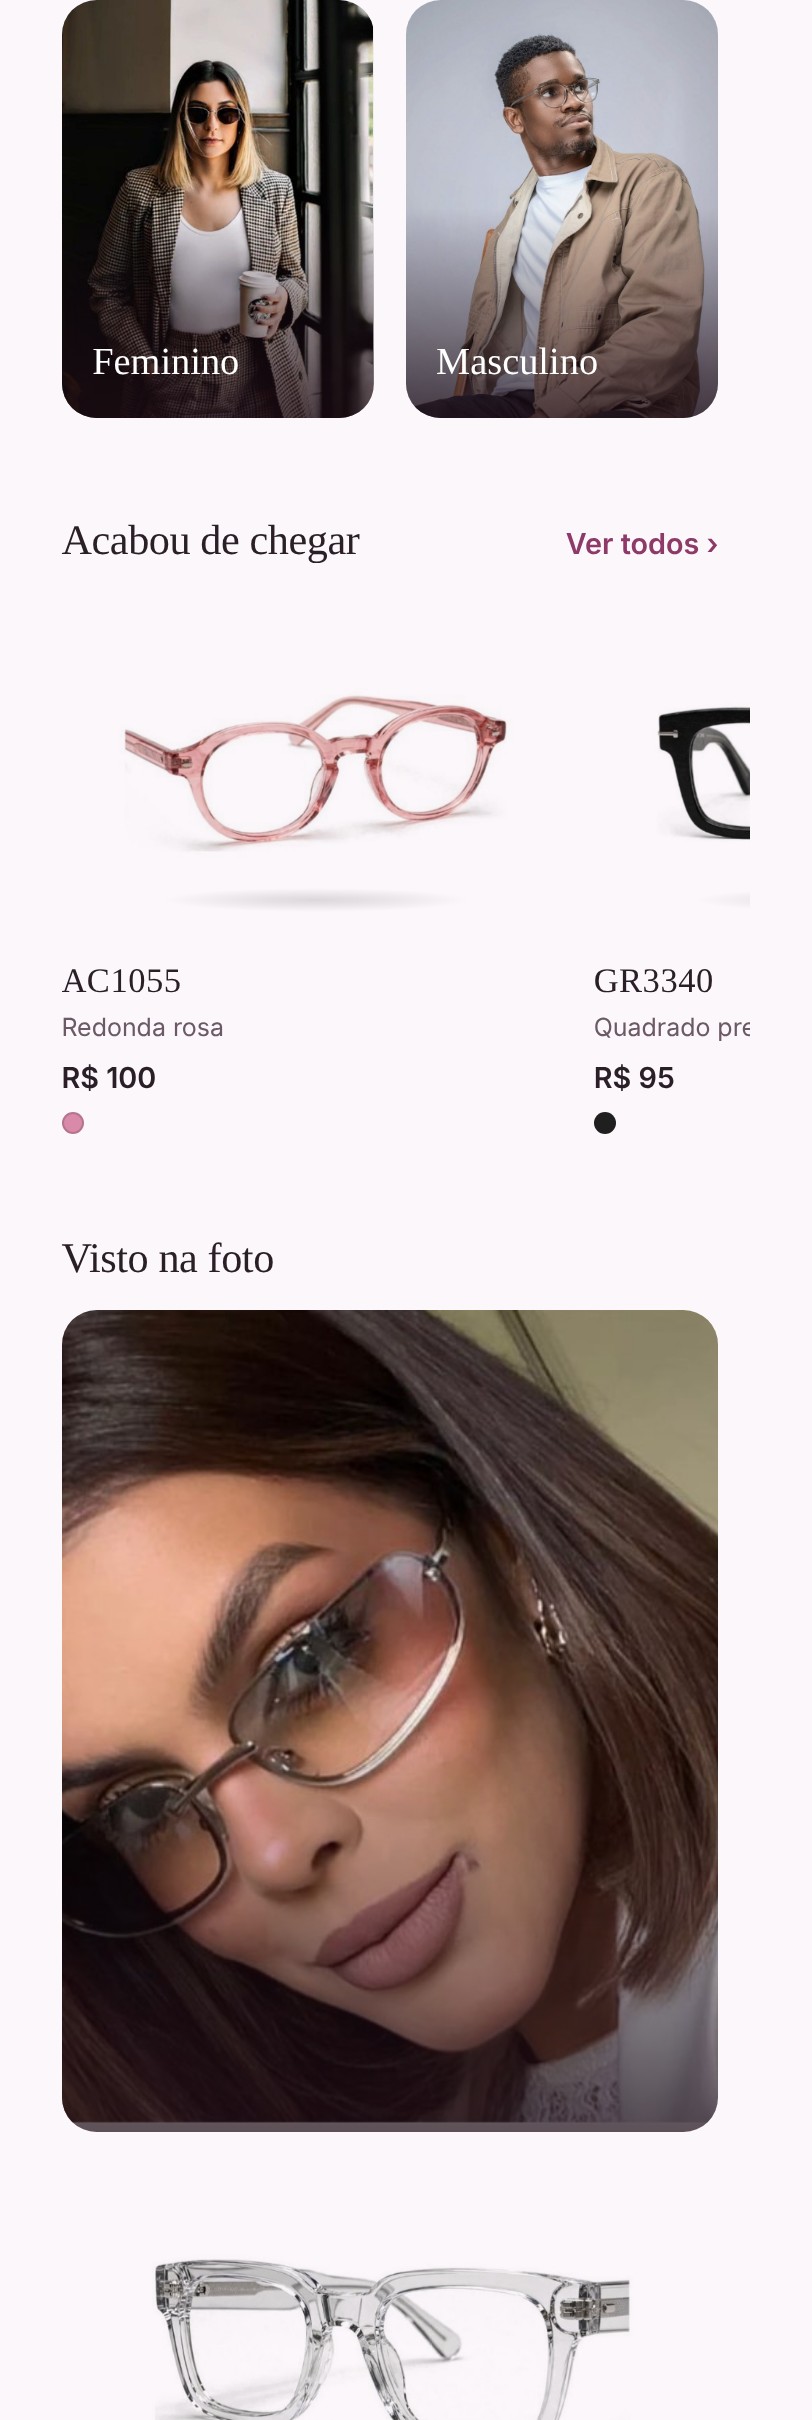 Feminino
Masculino
Acabou de chegar
Ver todos ›
AC1055
Redonda rosa
R$ 100
GR3340
Quadrado pre
R$ 95
Visto na foto